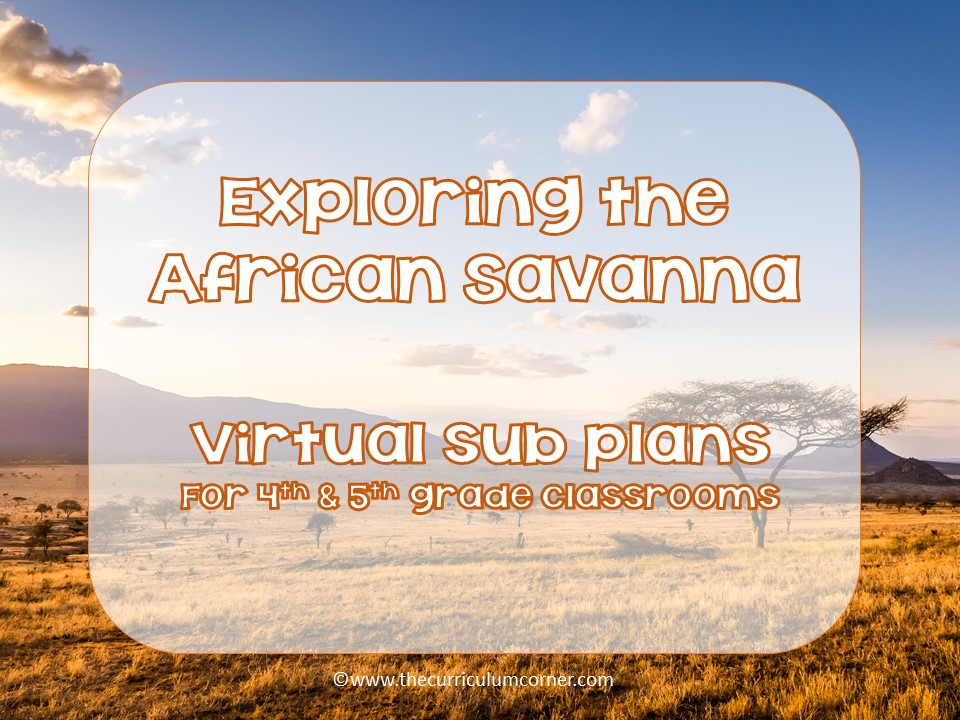 Exploring the
African Savanna
Virtual Sub Plans
For 4th & 5th grade classrooms
©www.thecurriculumcorner.com